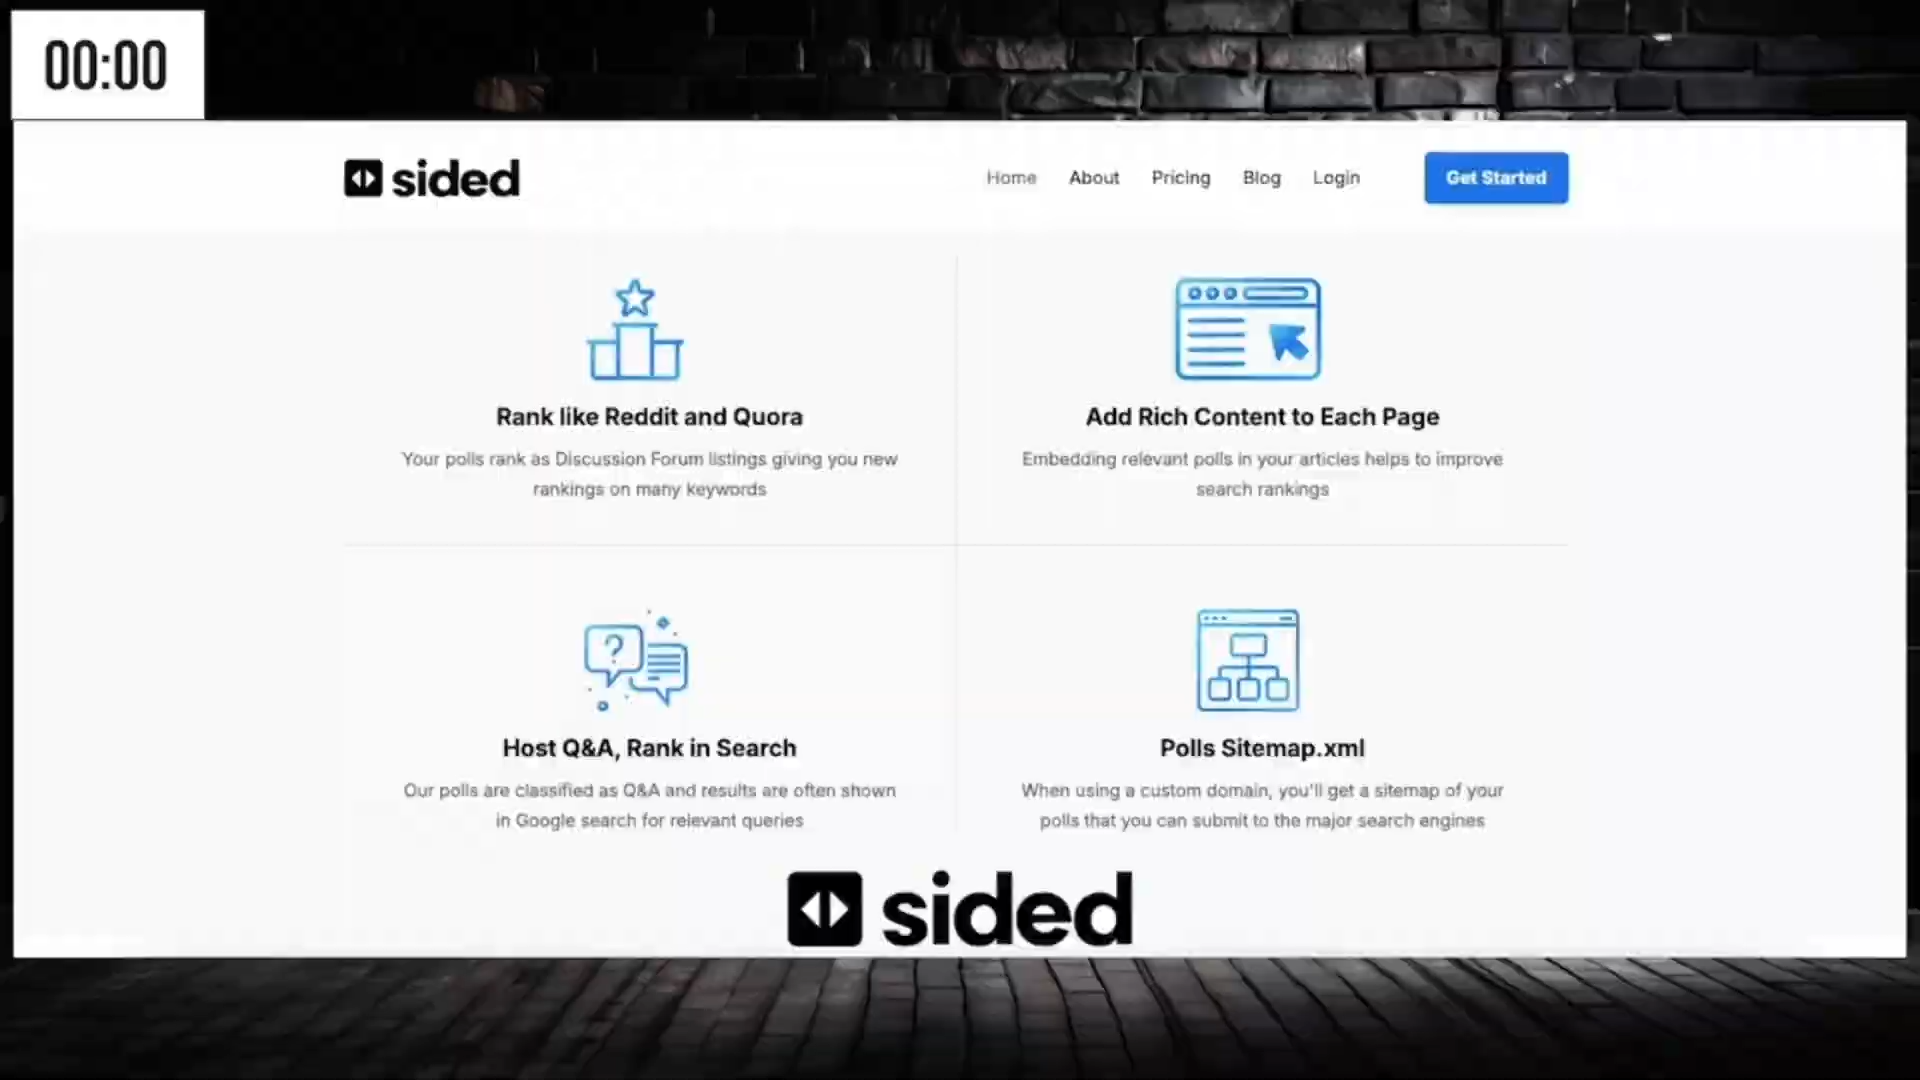 00:00
sided
Home About Pricing Blog Login Get Started
Rank like Reddit and Quora
Your polls rank as Discussion Forum listings giving you new
rankings on many keywords
Add Rich Content to Each Page
Embedding relevant polls in your articles helps to improve
search rankings
?
Host Q&A, Rank in Search
Our polls are classified as Q&A and results are often shown
in Google search for relevant queries
Polls Sitemap.xml
When using a custom domain, you'll get a sitemap of your
polls that you can submit to the major search engines
sided